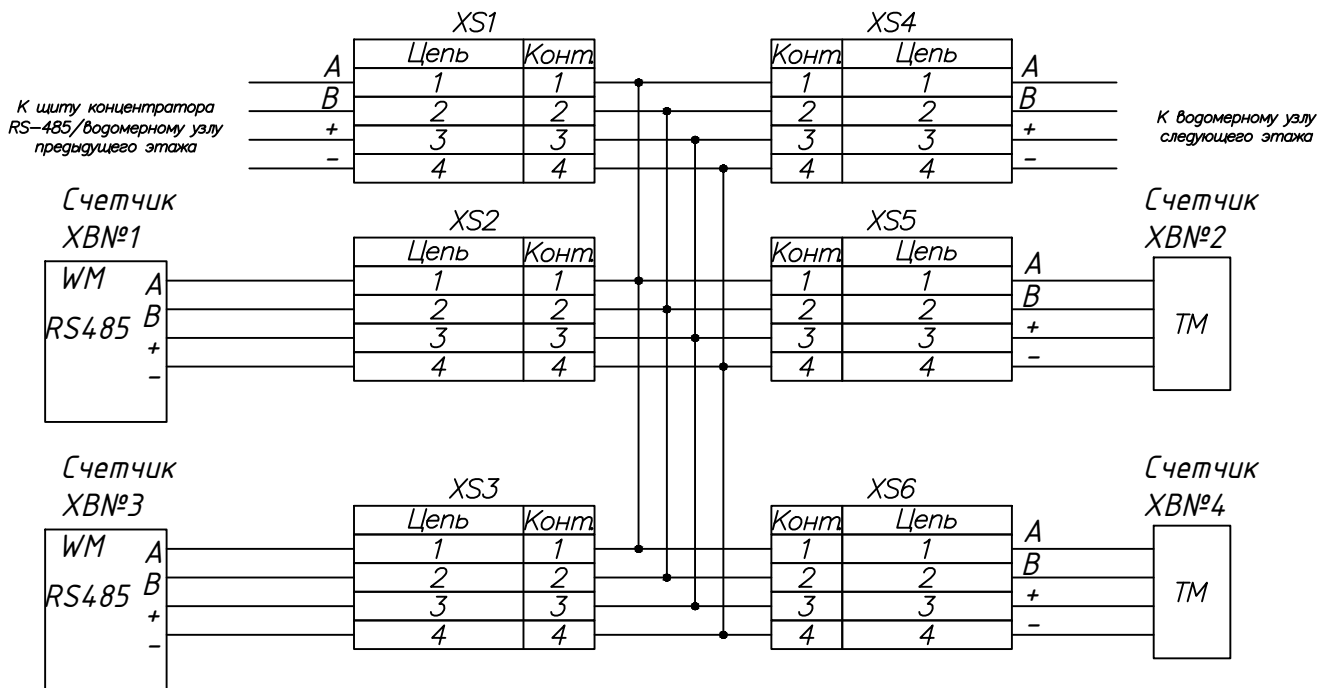 XS1
XS4
Цепь Конт
Конт Цепь
A 1 1
1 1 A
B 2 2
2 2 B
+ 3 3
3 3 +
- 4 4
4 4 -
К щиту концентратора
RS-485/водомерному узлу
предыдущего этажа
К водомерному узлу
следующего этажа
Счетчик
ХВ№1
XS2
XS5
Счетчик
ХВ№2
Цепь Конт
Конт Цепь
WM
RS485
A 1 1
1 1 A
B 2 2
2 2 B
+ 3 3
3 3 +
- 4 4
4 4 -
TM
Счетчик
ХВ№3
XS3
XS6
Счетчик
ХВ№4
Цепь Конт
Конт Цепь
WM
RS485
A 1 1
1 1 A
B 2 2
2 2 B
+ 3 3
3 3 +
- 4 4
4 4 -
TM